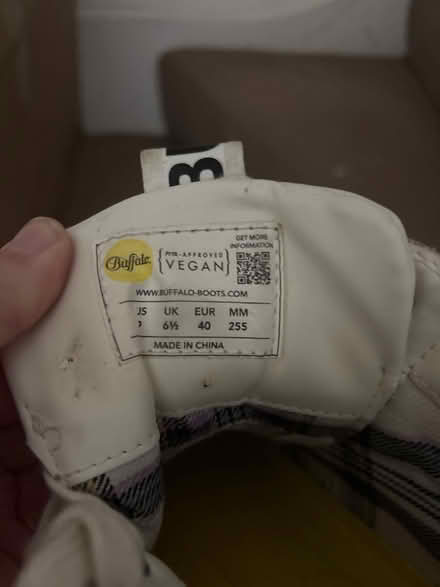 B
Buffalo
PETA-APPROVED
VEGAN
GET MORE
INFORMATION
WWW.BUFFALO-BOOTS.COM
US UK EUR MM
6½ 40 255
MADE IN CHINA